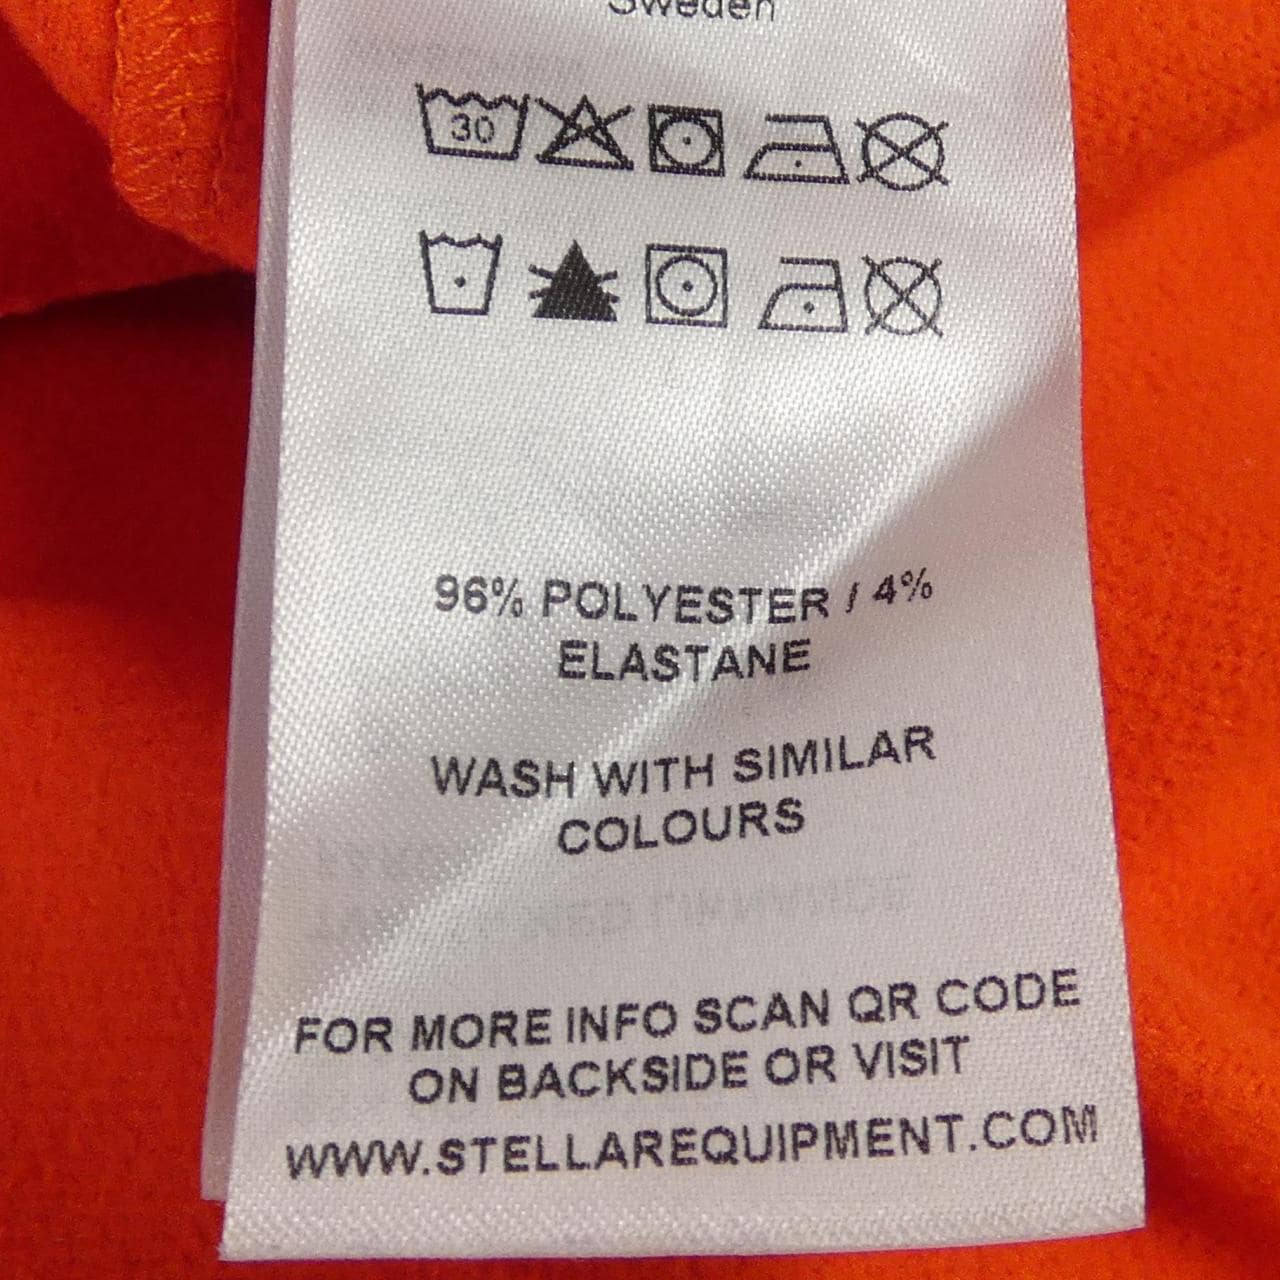 Sweden
30
96% POLYESTER / 4%
ELASTANE
WASH WITH SIMILAR
COLOURS
FOR MORE INFO SCAN QR CODE
ON BACKSIDE OR VISIT
WWW.STELLAREQUIPMENT.COM